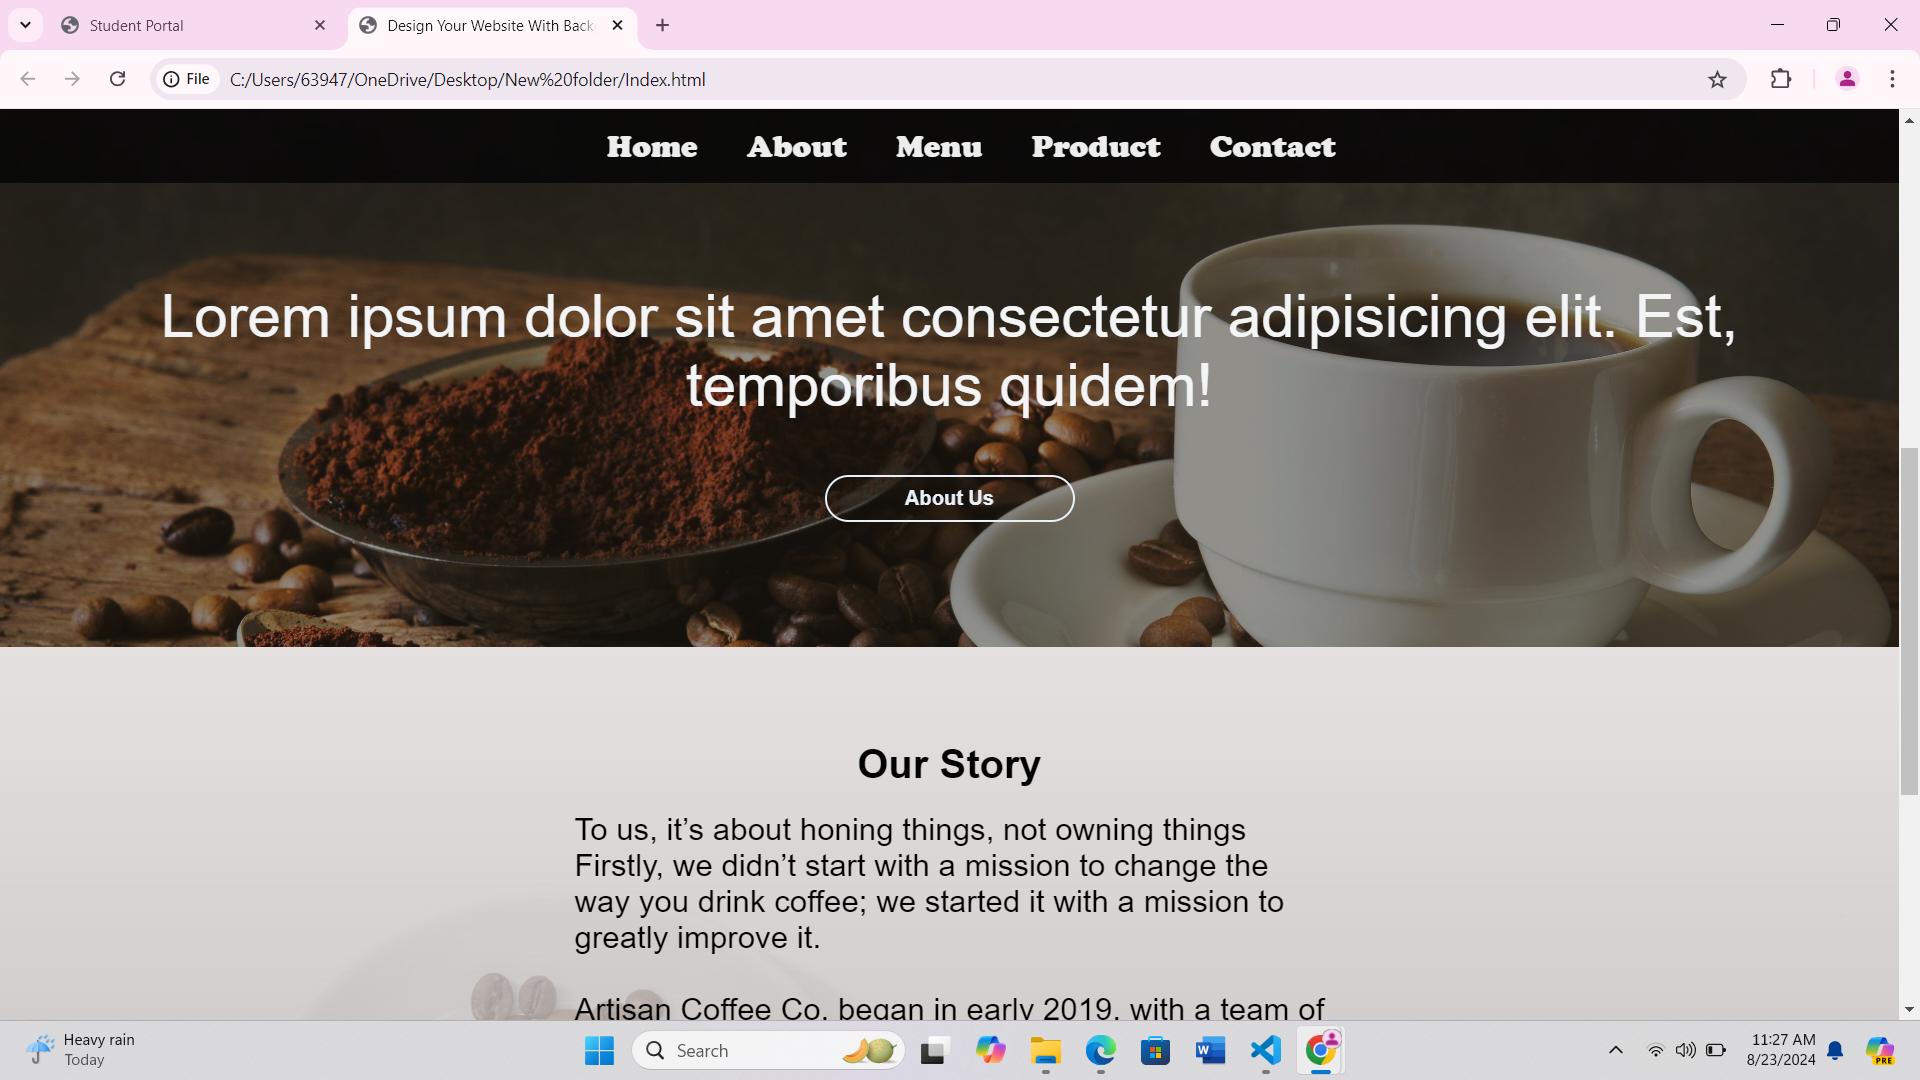 Student Portal
Design Your Website With Back
File
C:/Users/63947/OneDrive/Desktop/New%20folder/Index.html
Home About Menu Product Contact
Lorem ipsum dolor sit amet consectetur adipisicing elit. Est,
temporibus quidem!
About Us
Our Story
To us, it’s about honing things, not owning things
Firstly, we didn’t start with a mission to change the
way you drink coffee; we started it with a mission to
greatly improve it.
Artisan Coffee Co. began in early 2019, with a team of
Heavy rain
Today
Search
W
PRE
11:27 AM
8/23/2024